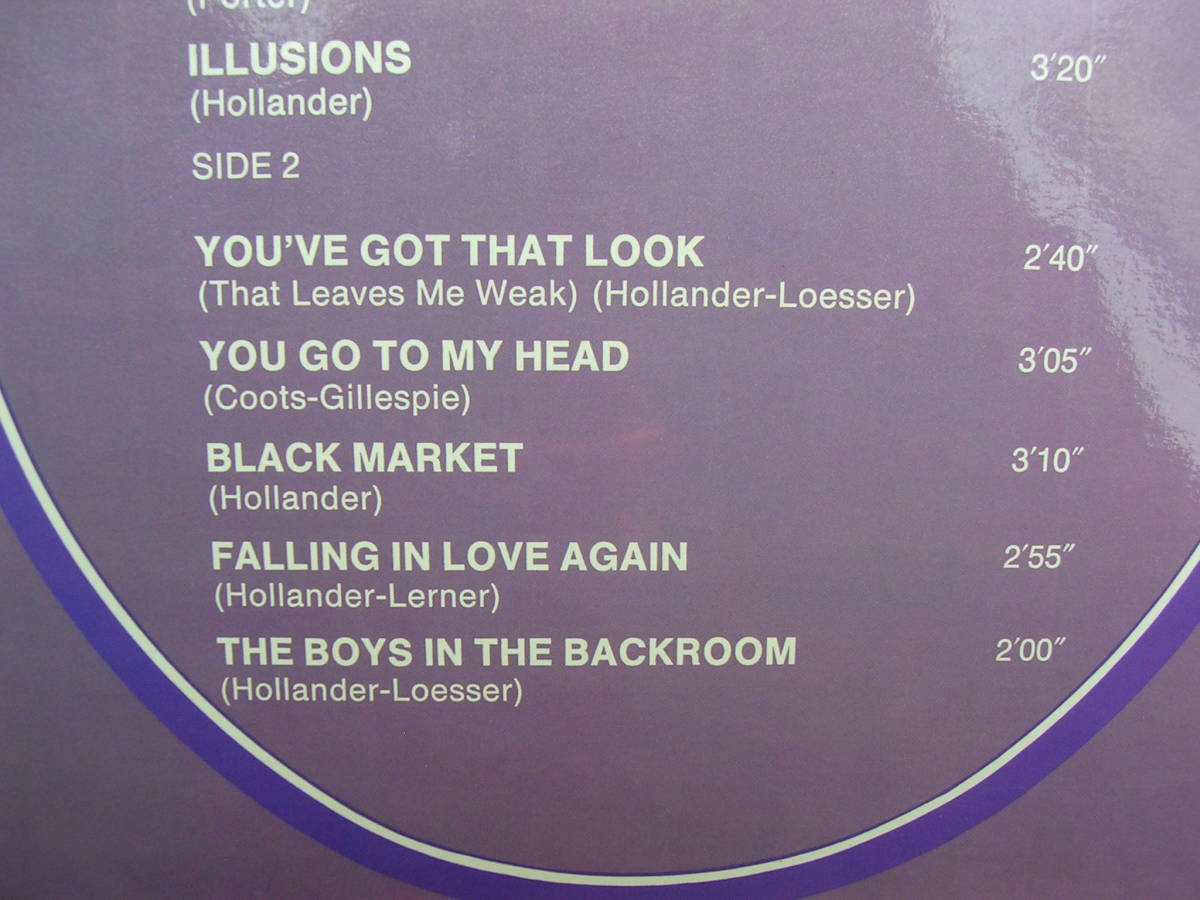 (Porter)
ILLUSIONS 3'20"
(Hollander)
SIDE 2
YOU'VE GOT THAT LOOK 2'40"
(That Leaves Me Weak) (Hollander-Loesser)
YOU GO TO MY HEAD 3'05"
(Coots-Gillespie)
BLACK MARKET 3'10"
(Hollander)
FALLING IN LOVE AGAIN 2'55"
(Hollander-Lerner)
THE BOYS IN THE BACKROOM 2'00"
(Hollander-Loesser)